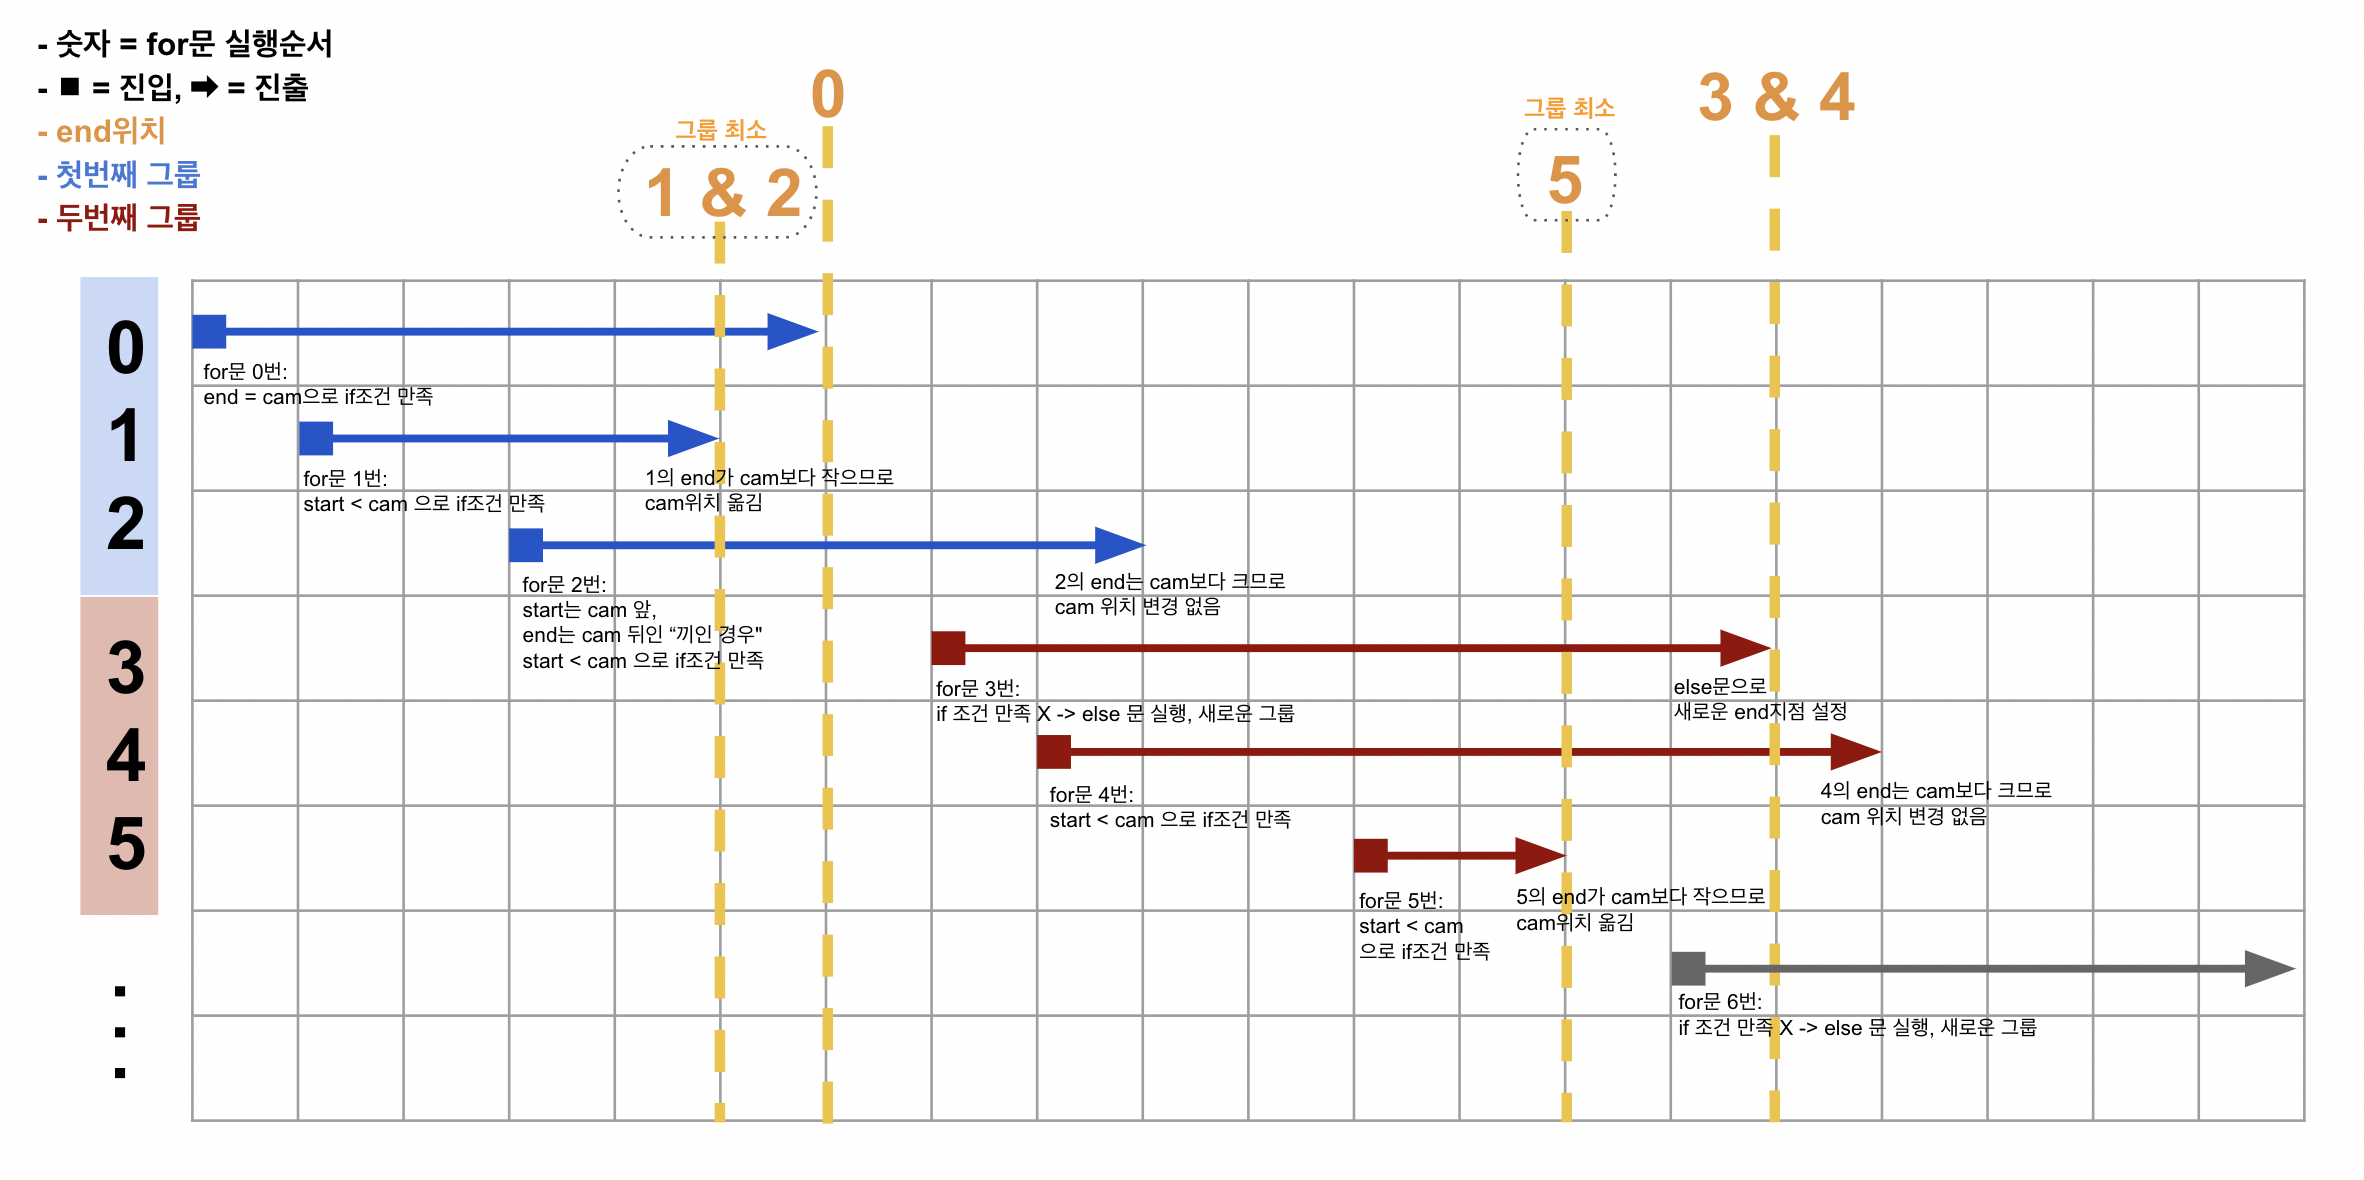 - 숫자 = for문 실행순서
- ■ = 진입, ➡ = 진출
- end위치
- 첫번째 그룹
- 두번째 그룹
그룹 최소
1 & 2
0
그룹 최소
5
3 & 4
0
1
2
3
4
5
for문 0번:
end = cam으로 if조건 만족
for문 1번:
start < cam 으로 if조건 만족
1의 end가 cam보다 작으므로
cam위치 옮김
for문 2번:
start는 cam 앞,
end는 cam 뒤인 “끼인 경우"
start < cam 으로 if조건 만족
2의 end는 cam보다 크므로
cam 위치 변경 없음
for문 3번:
if 조건 만족 X -> else 문 실행, 새로운 그룹
else문으로
새로운 end지점 설정
for문 4번:
start < cam 으로 if조건 만족
4의 end는 cam보다 크므로
cam 위치 변경 없음
for문 5번:
start < cam
으로 if조건 만족
5의 end가 cam보다 작으므로
cam위치 옮김
for문 6번:
if 조건 만족 X -> else 문 실행, 새로운 그룹